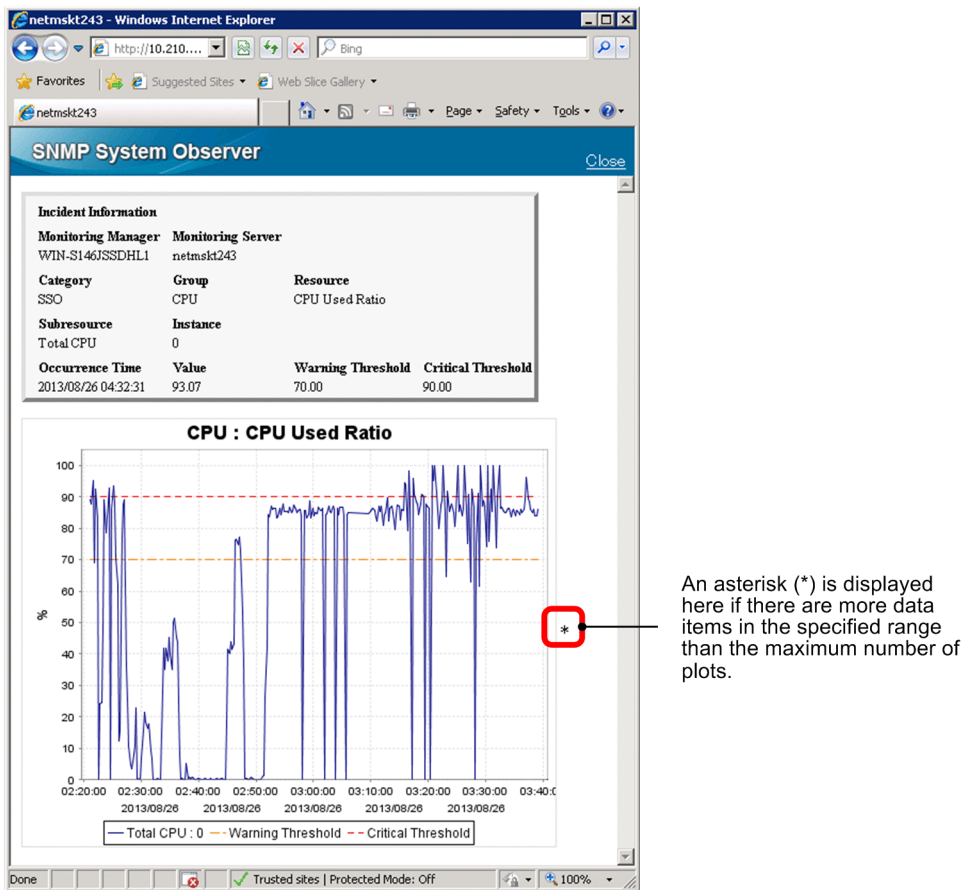 netmskt243 - Windows Internet Explorer
http://10.210.... Bing
Favorites Suggested Sites Web Slice Gallery
netmskt243 Page Safety Tools
SNMP System Observer
Close
Incident Information
Monitoring Manager Monitoring Server
WIN-S146JSSDHL1 netmskt243
Category Group Resource
SSO CPU CPU Used Ratio
Subresource Instance
Total CPU 0
Occurrence Time Value Warning Threshold Critical Threshold
2013/08/26 04:32:31 93.07 70.00 90.00
CPU : CPU Used Ratio
100
90
80
70
60
%
50
*
40
30
20
10
0
02:20:00 02:30:00 02:40:00 02:50:00 03:00:00 03:10:00 03:20:00 03:30:00 03:40:0
2013/08/26 2013/08/26 2013/08/26 2013/08/26 2013/08/26
Total CPU : 0 Warning Threshold Critical Threshold
Done Trusted sites | Protected Mode: Off 100%
An asterisk (*) is displayed
here if there are more data
items in the specified range
than the maximum number of
plots.